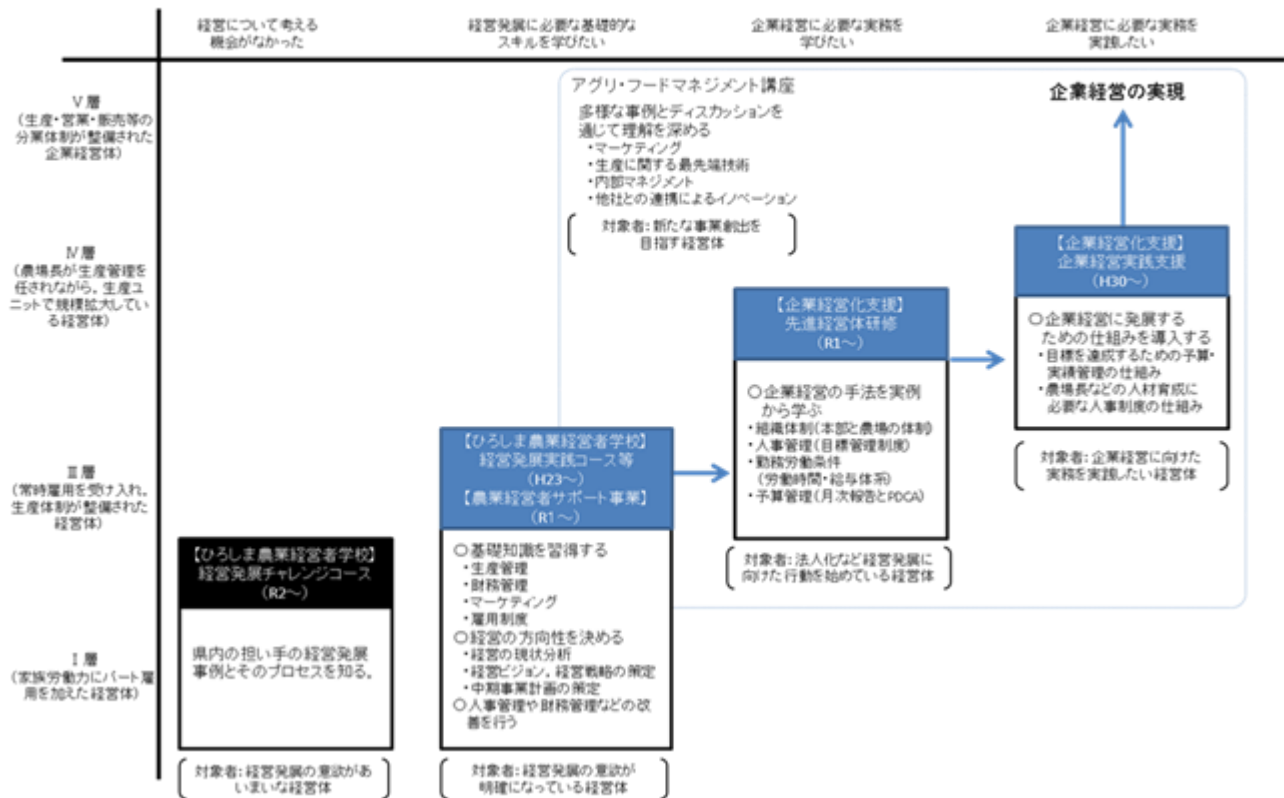 経営について考える
機会がなかった
経営発展に必要な基礎的な
スキルを学びたい
企業経営に必要な実務を
学びたい
企業経営に必要な実務を
実践したい
Ⅴ層
(生産・営業・販売等の
分業体制が整備された
企業経営体)
Ⅳ層
(農場長が生産管理を
任されながら、生産ユ
ニットで規模拡大してい
る経営体)
Ⅱ層
(常時雇用を受け入れ、
生産体制が整備された
経営体)
Ⅰ層
(家族労働力にパート雇
用を加えた経営体)
アグリ・フードマネジメント講座
多様な事例とディスカッションを
通じて理解を深める
・マーケティング
・生産に関する最先端技術
・内部マネジメント
・他社との連携によるイノベーション
対象者:新たな事業創出を
目指す経営体
企業経営の実現
【ひろしま農業経営者学校】
経営発展チャレンジコース
(R2~)
県内の担い手の経営発展
事例とそのプロセスを知る。
対象者:経営発展の意欲があ
いまいな経営体
【ひろしま農業経営者学校】
経営発展実践コース等
(H23~)
【農業経営者サポート事業】
(R1~)
○基礎知識を習得する
・生産管理
・財務管理
・マーケティング
・雇用制度
○経営の方向性を決める
・経営の現状分析
・経営ビジョン、経営戦略の策定
・中期事業計画の策定
○人事管理や財務管理などの改
善を行う
対象者:経営発展の意欲が
明確になっている経営体
【企業経営化支援】
先進経営体研修
(R1~)
○企業経営の手法を実例
から学ぶ
・組織体制(本部と農場の体制)
・人事管理(目標管理制度)
・勤務労働条件
(労働時間・給与体系)
・予算管理(月次報告とPDCA)
対象者:法人化など経営発展に
向けた行動を始めている経営体
【企業経営化支援】
企業経営実践支援
(H30~)
○企業経営に発展する
ための仕組みを導入する
・目標を達成するための予算・
実績管理の仕組み
・農場長などの人材育成に
必要な人事制度の仕組み
対象者:企業経営に向けた
実務を実践したい経営体